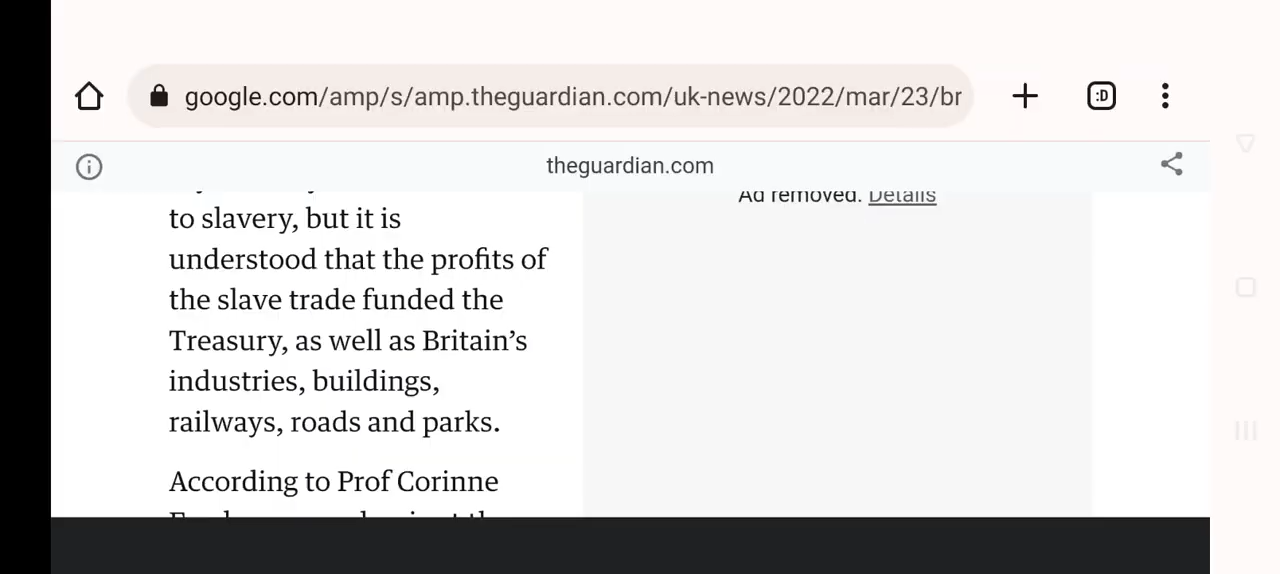 google.com/amp/s/amp.theguardian.com/uk-news/2022/mar/23/br
:D
theguardian.com
Ad removed. Details
to slavery, but it is
understood that the profits of
the slave trade funded the
Treasury, as well as Britain's
industries, buildings,
railways, roads and parks.
According to Prof Corinne